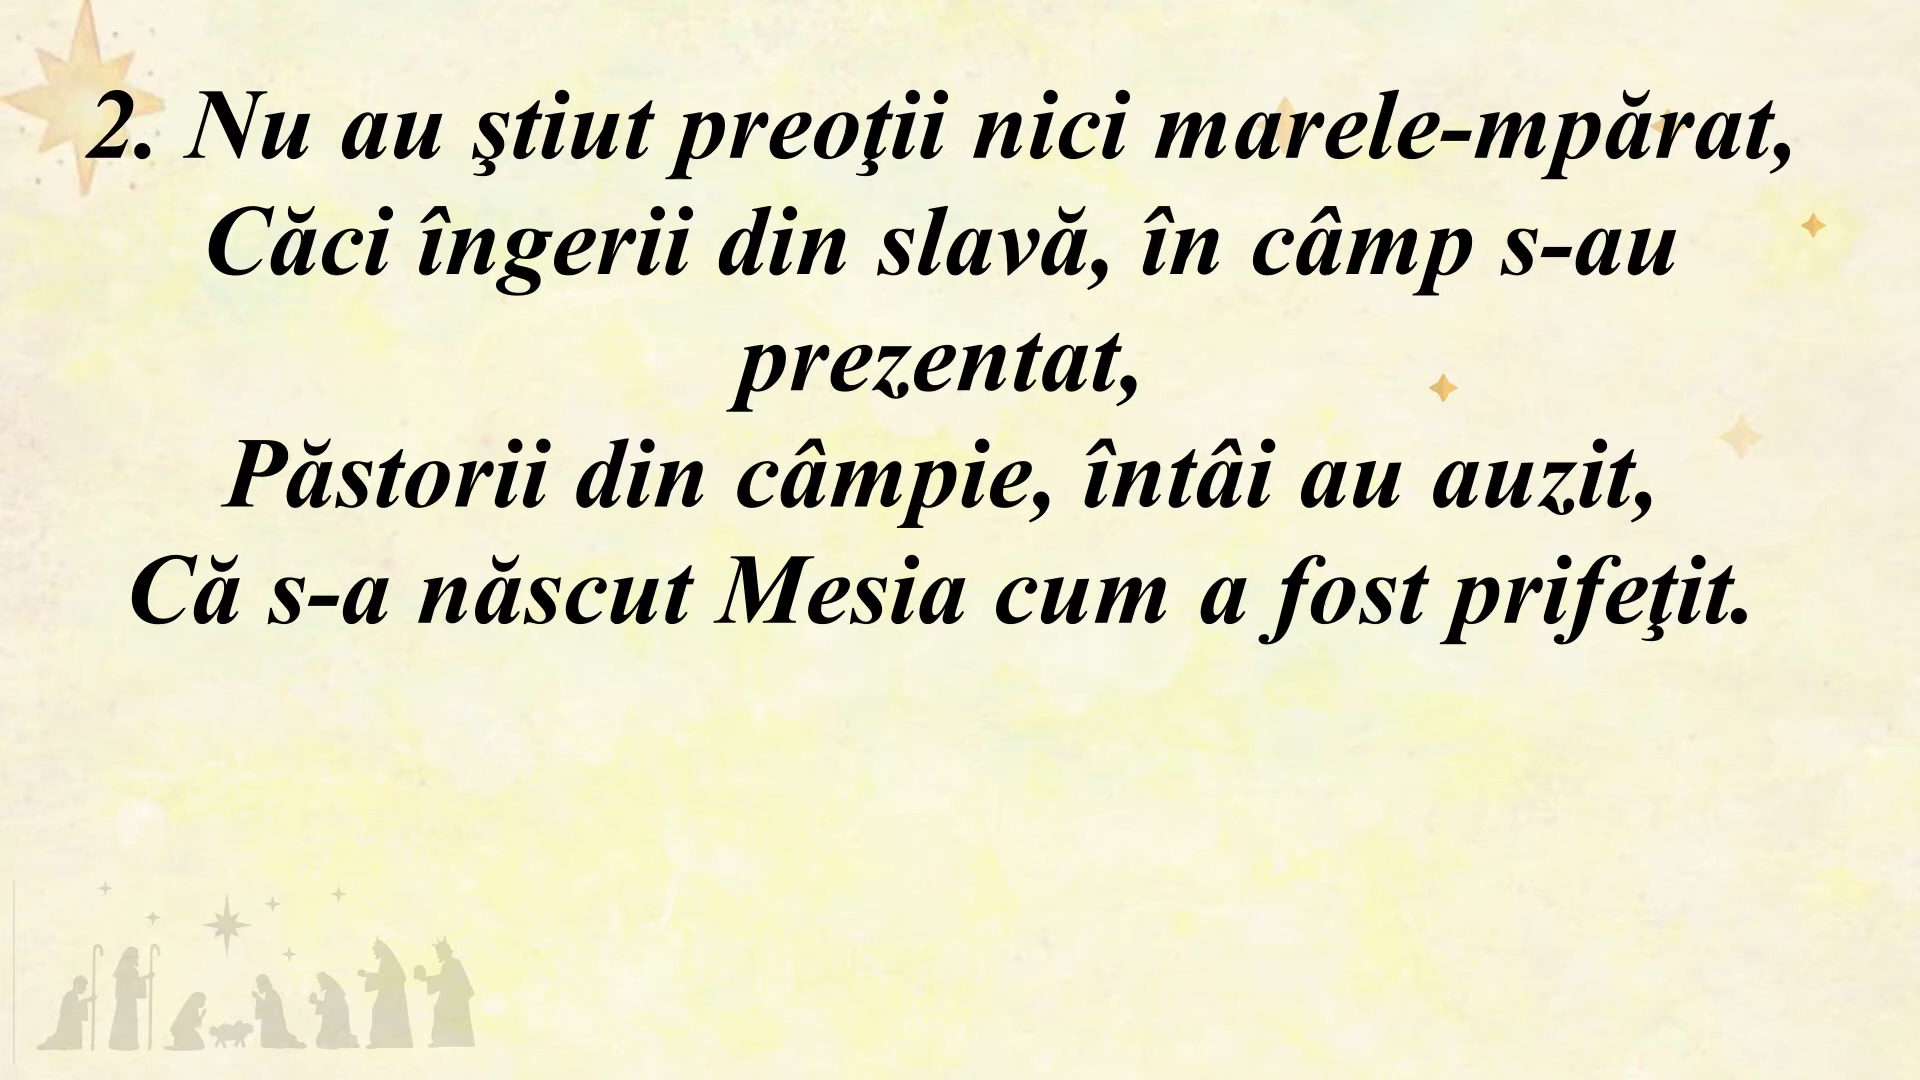 2. Nu au ştiut preoţii nici marele-mpărat,
Căci îngerii din slavă, în câmp s-au
prezentat,
Păstorii din câmpie, întâi au auzit,
Că s-a născut Mesia cum a fost prifeţit.